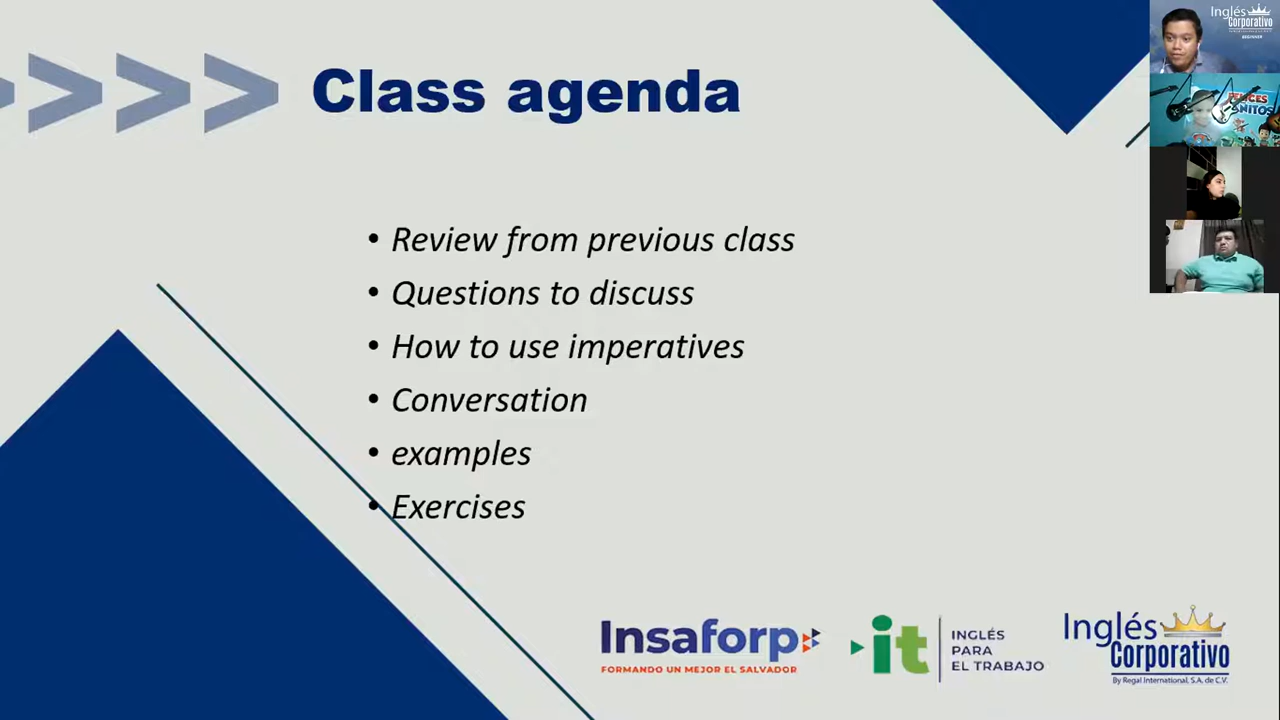 Class agenda
• Review from previous class
• Questions to discuss
• How to use imperatives
• Conversation
• examples
• Exercises
Insaforp
FORMANDO UN MEJOR EL SALVADOR
it
INGLÉS
PARA
EL TRABAJO
Inglés
Corporativo
By Regal International, S.A. de C.V.
Inglés
Corporativo
BEGINNER